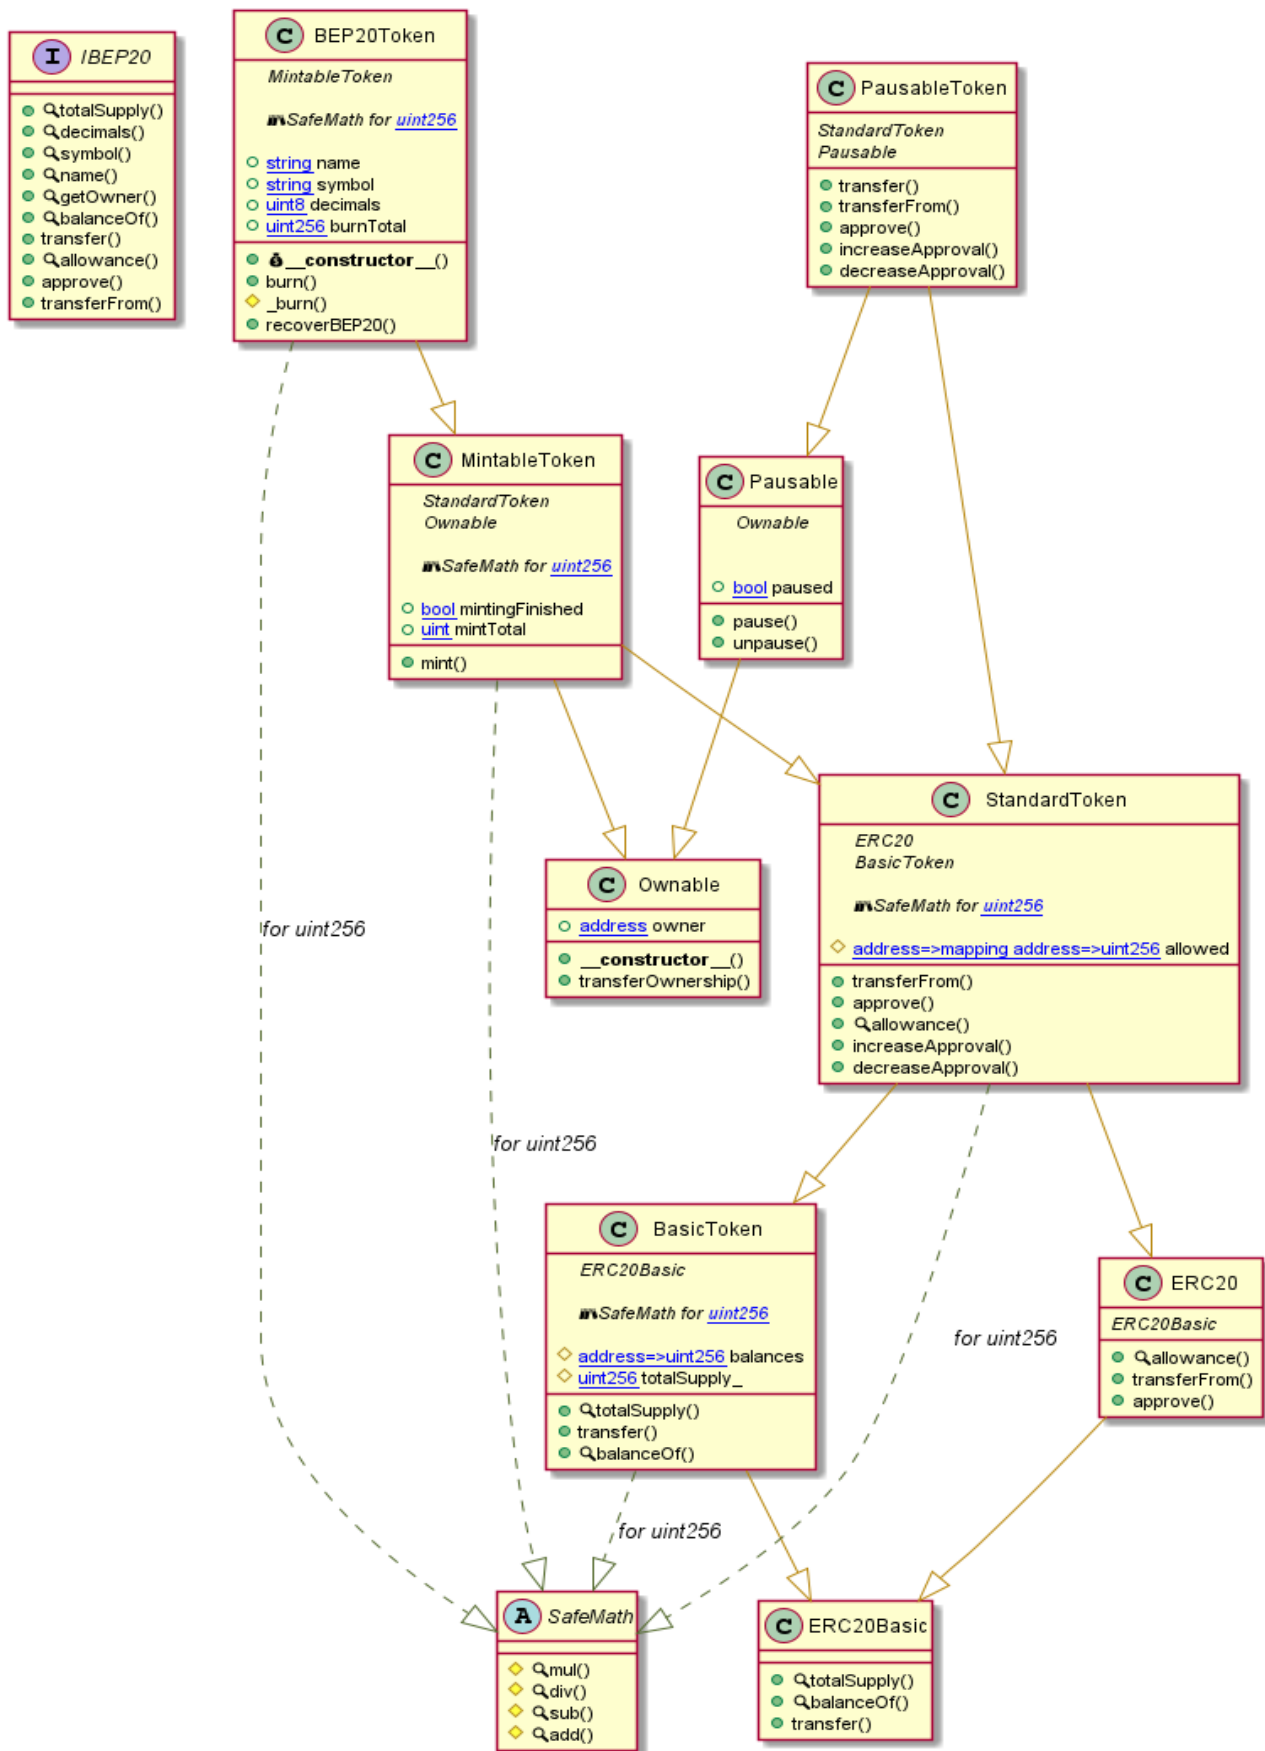 I IBEP20
totalSupply()
decimals()
symbol()
name()
getOwner()
balanceOf()
transfer()
allowance()
approve()
transferFrom()
C BEP20Token
MintableToken
SafeMath for uint256
string name
string symbol
uint8 decimals
uint256 burnTotal
__constructor__()
burn()
_burn()
recoverBEP20()
C PausableToken
StandardToken
Pausable
transfer()
transferFrom()
approve()
increaseApproval()
decreaseApproval()
C MintableToken
StandardToken
Ownable
SafeMath for uint256
bool mintingFinished
uint mintTotal
mint()
C Pausable
Ownable
bool paused
pause()
unpause()
C StandardToken
ERC20
BasicToken
SafeMath for uint256
address=>mapping address=>uint256 allowed
transferFrom()
approve()
allowance()
increaseApproval()
decreaseApproval()
C Ownable
address owner
__constructor__()
transferOwnership()
for uint256
for uint256
C BasicToken
ERC20Basic
SafeMath for uint256
address=>uint256 balances
uint256 totalSupply_
totalSupply()
transfer()
balanceOf()
for uint256
C ERC20
ERC20Basic
allowance()
transferFrom()
approve()
for uint256
A SafeMath
mul()
div()
sub()
add()
C ERC20Basic
totalSupply()
balanceOf()
transfer()